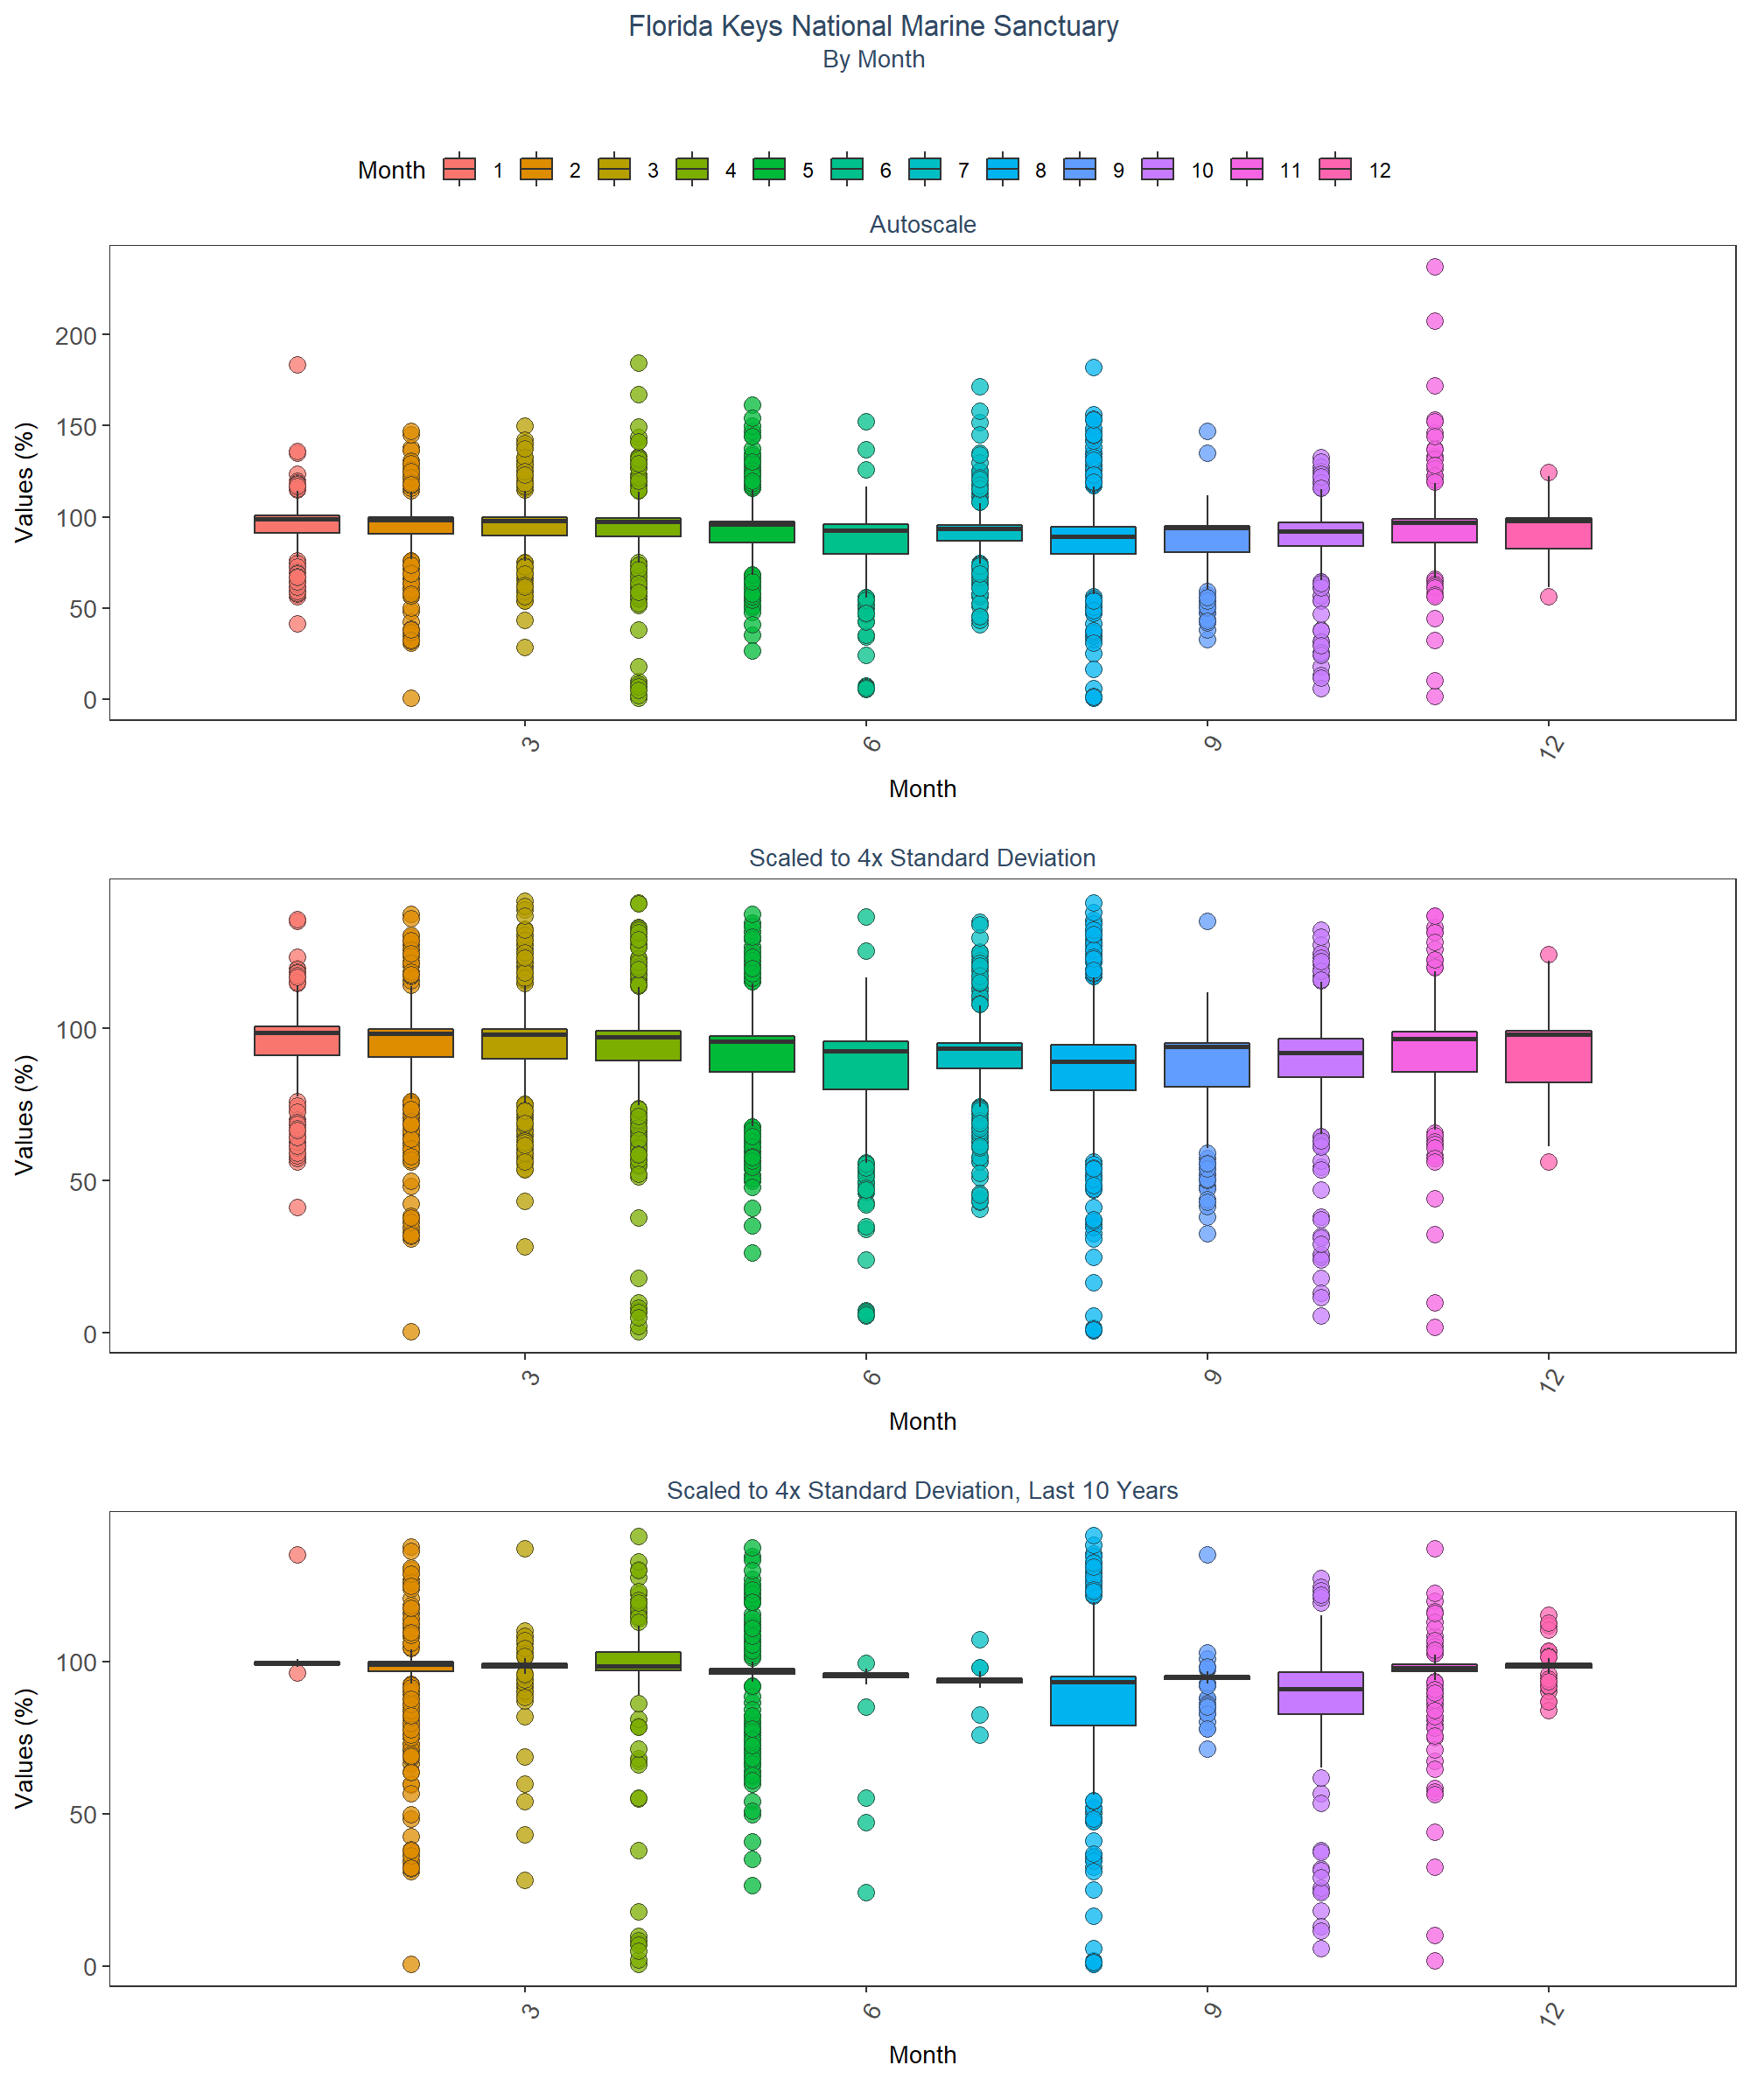 Florida Keys National Marine Sanctuary
By Month
Month 1 2 3 4 5 6 7 8 9 10 11 12
Autoscale
Values (%)
200
150
100
50
0
3 6 9 12
Month
Scaled to 4x Standard Deviation
Values (%)
100
50
0
3 6 9 12
Month
Scaled to 4x Standard Deviation, Last 10 Years
Values (%)
100
50
0
3 6 9 12
Month